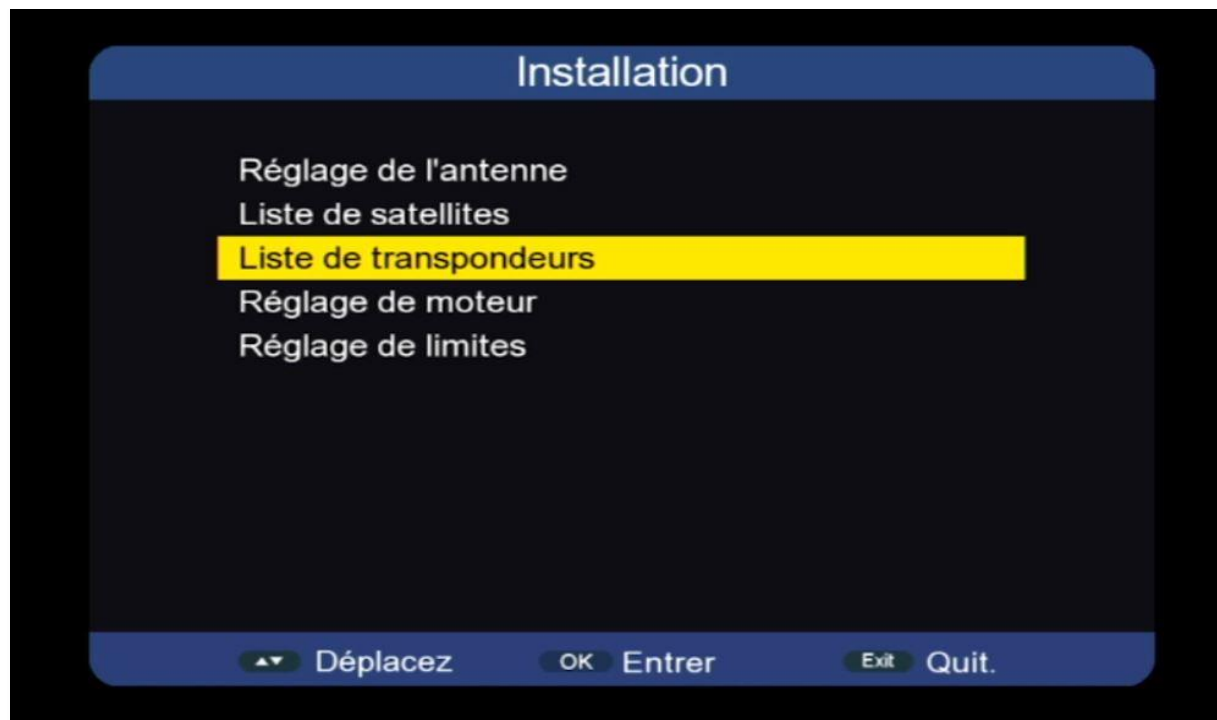 Installation
Réglage de l'antenne
Liste de satellites
Liste de transpondeurs
Réglage de moteur
Réglage de limites
▲▼ Déplacez OK Entrer Exit Quit.